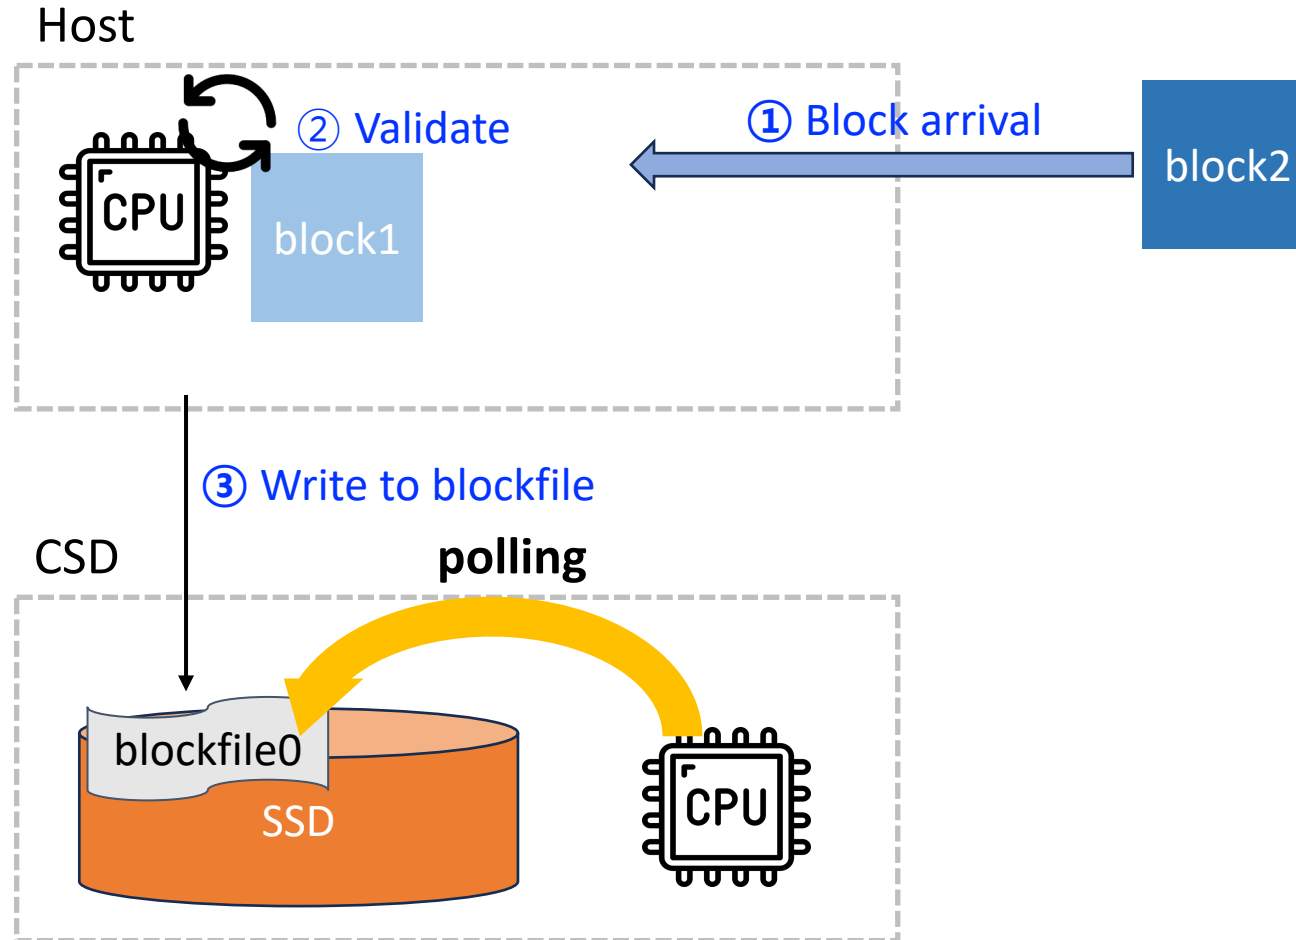 Host
① Block arrival
② Validate
block2
CPU
block1
③ Write to blockfile
CSD
polling
blockfile0
SSD
CPU